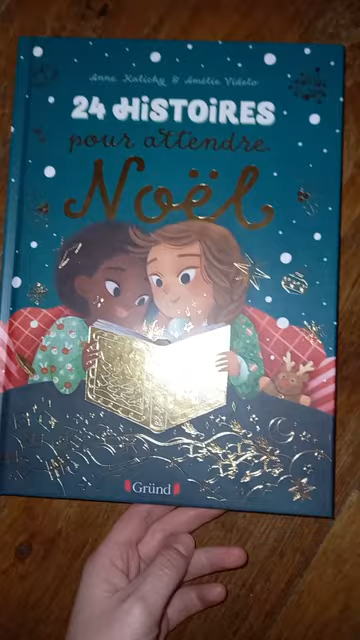 Anne Kalicky & Amélie Videlo
24 HiSTOiRES
pour attendre
Noël
Gründ